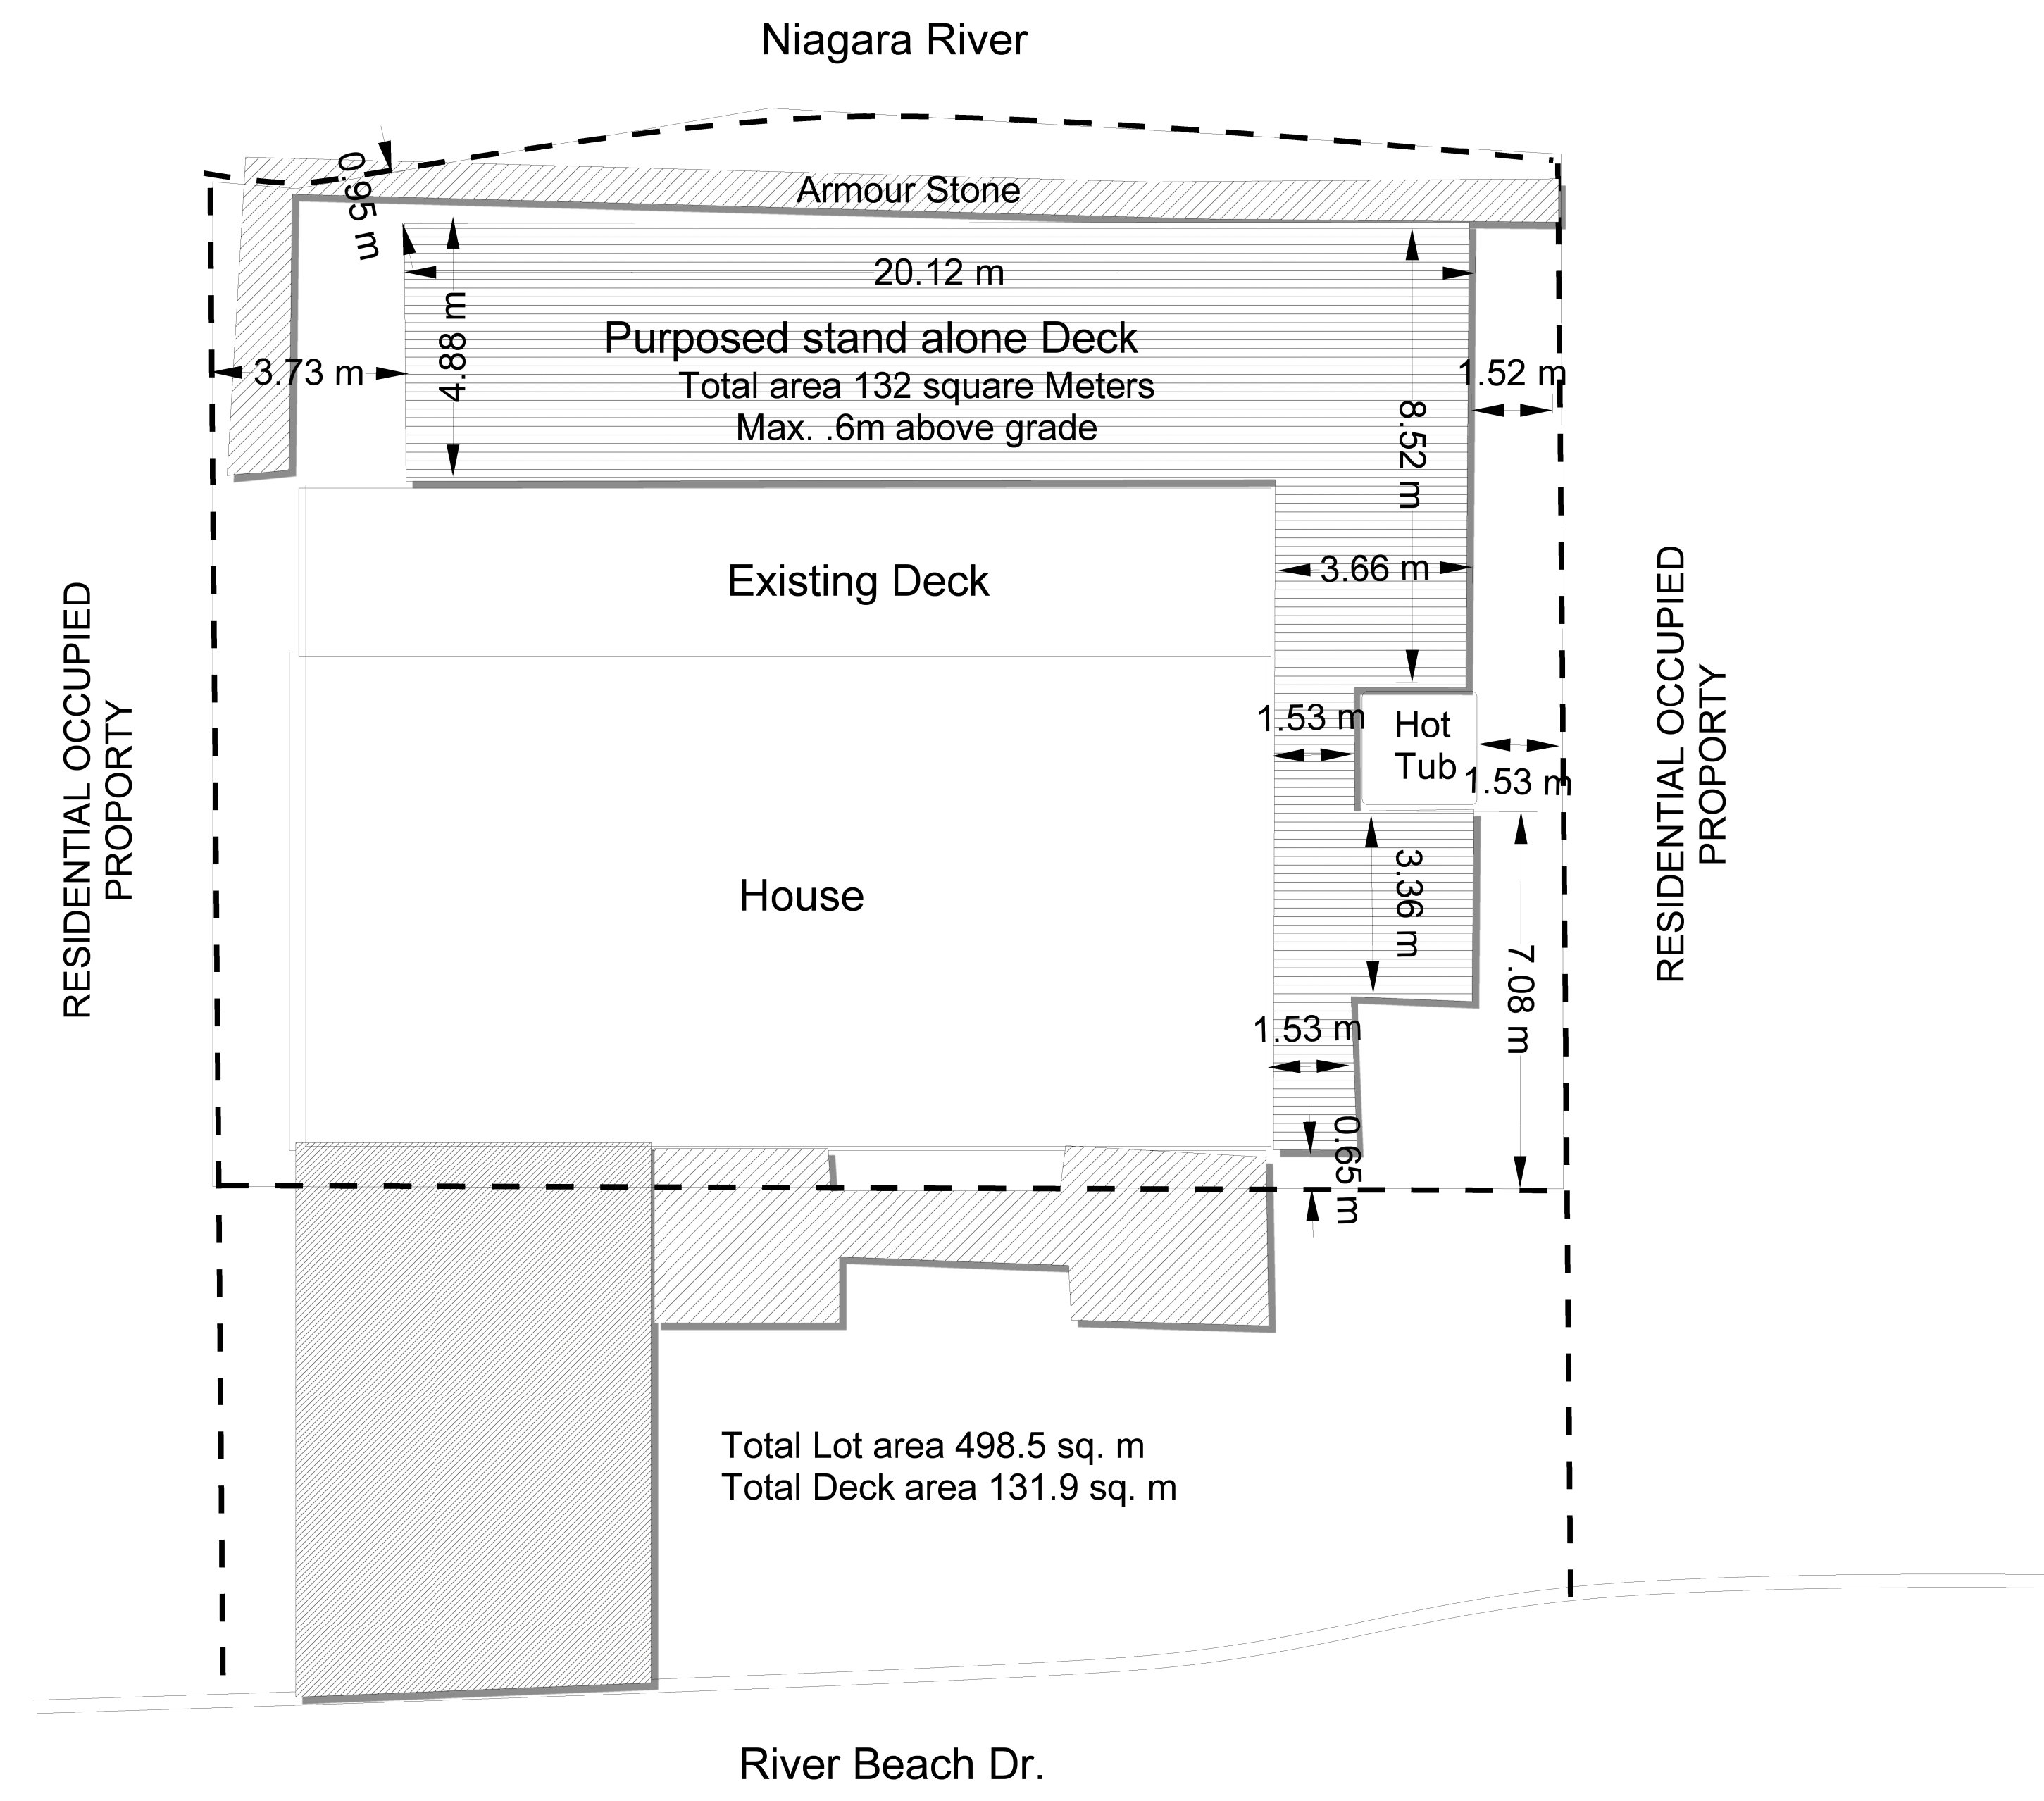 Niagara River
0.95 m
Armour Stone
20.12 m
4.88 m
Purposed stand alone Deck
Total area 132 square Meters
Max. .6m above grade
3.73 m
1.52 m
8.52 m
3.66 m
Existing Deck
RESIDENTIAL OCCUPIED
PROPORTY
RESIDENTIAL OCCUPIED
PROPORTY
1.53 m
Hot
Tub
1.53 m
House
3.36 m
7.08 m
1.53 m
0.65 m
Total Lot area 498.5 sq. m
Total Deck area 131.9 sq. m
River Beach Dr.